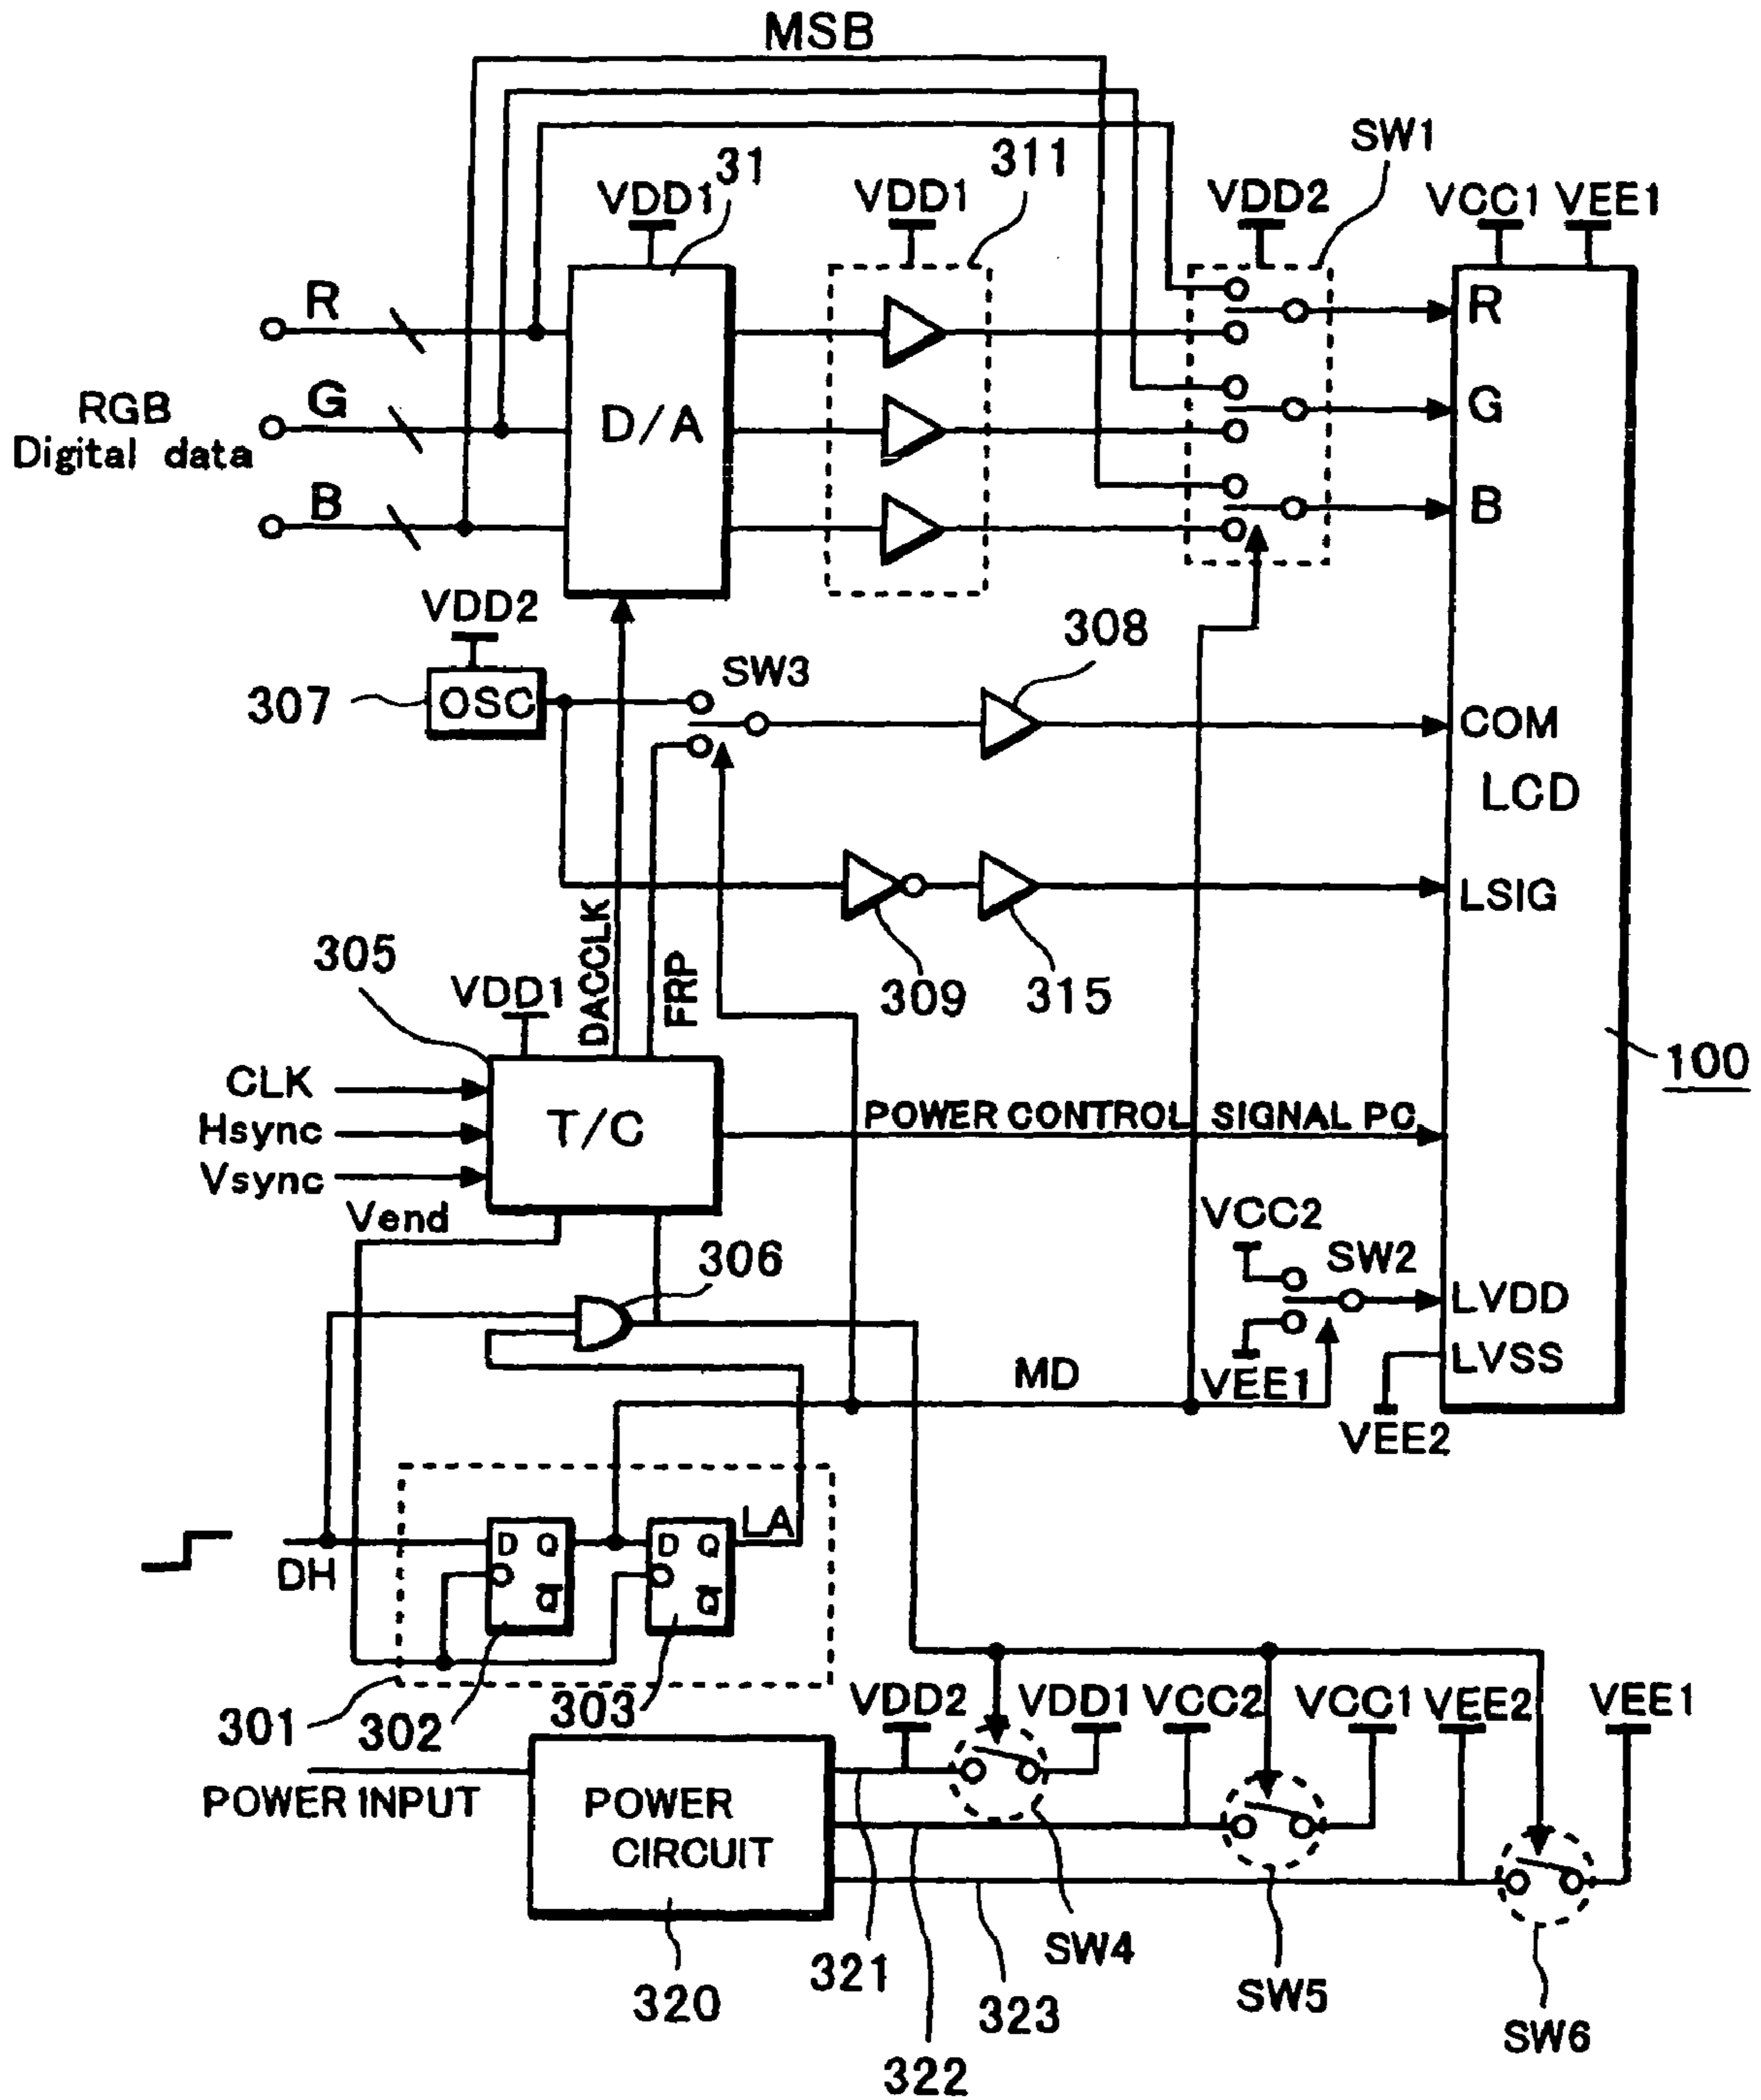 MSB
SW1
311
31
VDD1
VDD1
VDD2
VCC1
VEE1
R
R
G
D/A
G
RGB
Digital data
B
B
VDD2
308
SW3
307
OSC
COM
LCD
LSIG
DACCLK
FRP
305
309
315
VDD1
100
CLK
T/C
POWER CONTROL SIGNAL PC
Hsync
Vsync
Vend
VCC2
306
SW2
LVDD
LVSS
VEE1
MD
VEE2
LA
D Q
D Q
DH
Q
Q
VDD2
VDD1
VCC2
VCC1
VEE2
VEE1
301
302
303
POWER INPUT
POWER
CIRCUIT
321
SW4
320
323
SW5
322
SW6